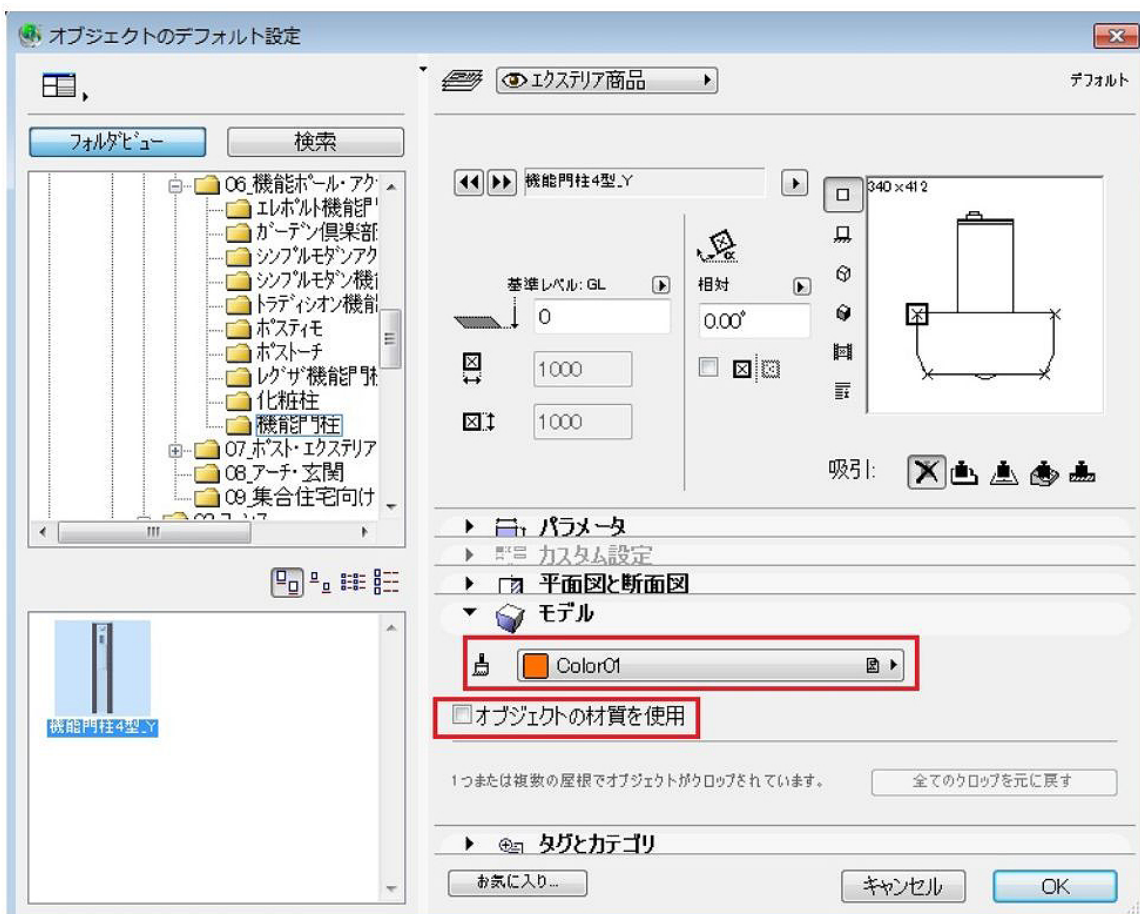 オブジェクトのデフォルト設定
エクステリア商品
デフォルト
フォルダビュー
検索
06_機能ポール・アク
エレポルト機能門
ガーデン倶楽部
シンプルモダンアク
シンプルモダン機
トラディシオン機能
ポスティモ
ポストーチ
レグザ機能門柱
化粧柱
機能門柱
07_ポスト・エクステリア
08_アーチ・玄関
09_集合住宅向け
機能門柱4型_Y
機能門柱4型_Y
340×412
基準レベル: GL
0
相対
0.00°
1000
1000
吸引:
パラメータ
カスタム設定
平面図と断面図
モデル
Color01
オブジェクトの材質を使用
1つまたは複数の屋根でオブジェクトがクロップされています。
全てのクロップを元に戻す
タグとカテゴリ
お気に入り...
キャンセル
OK